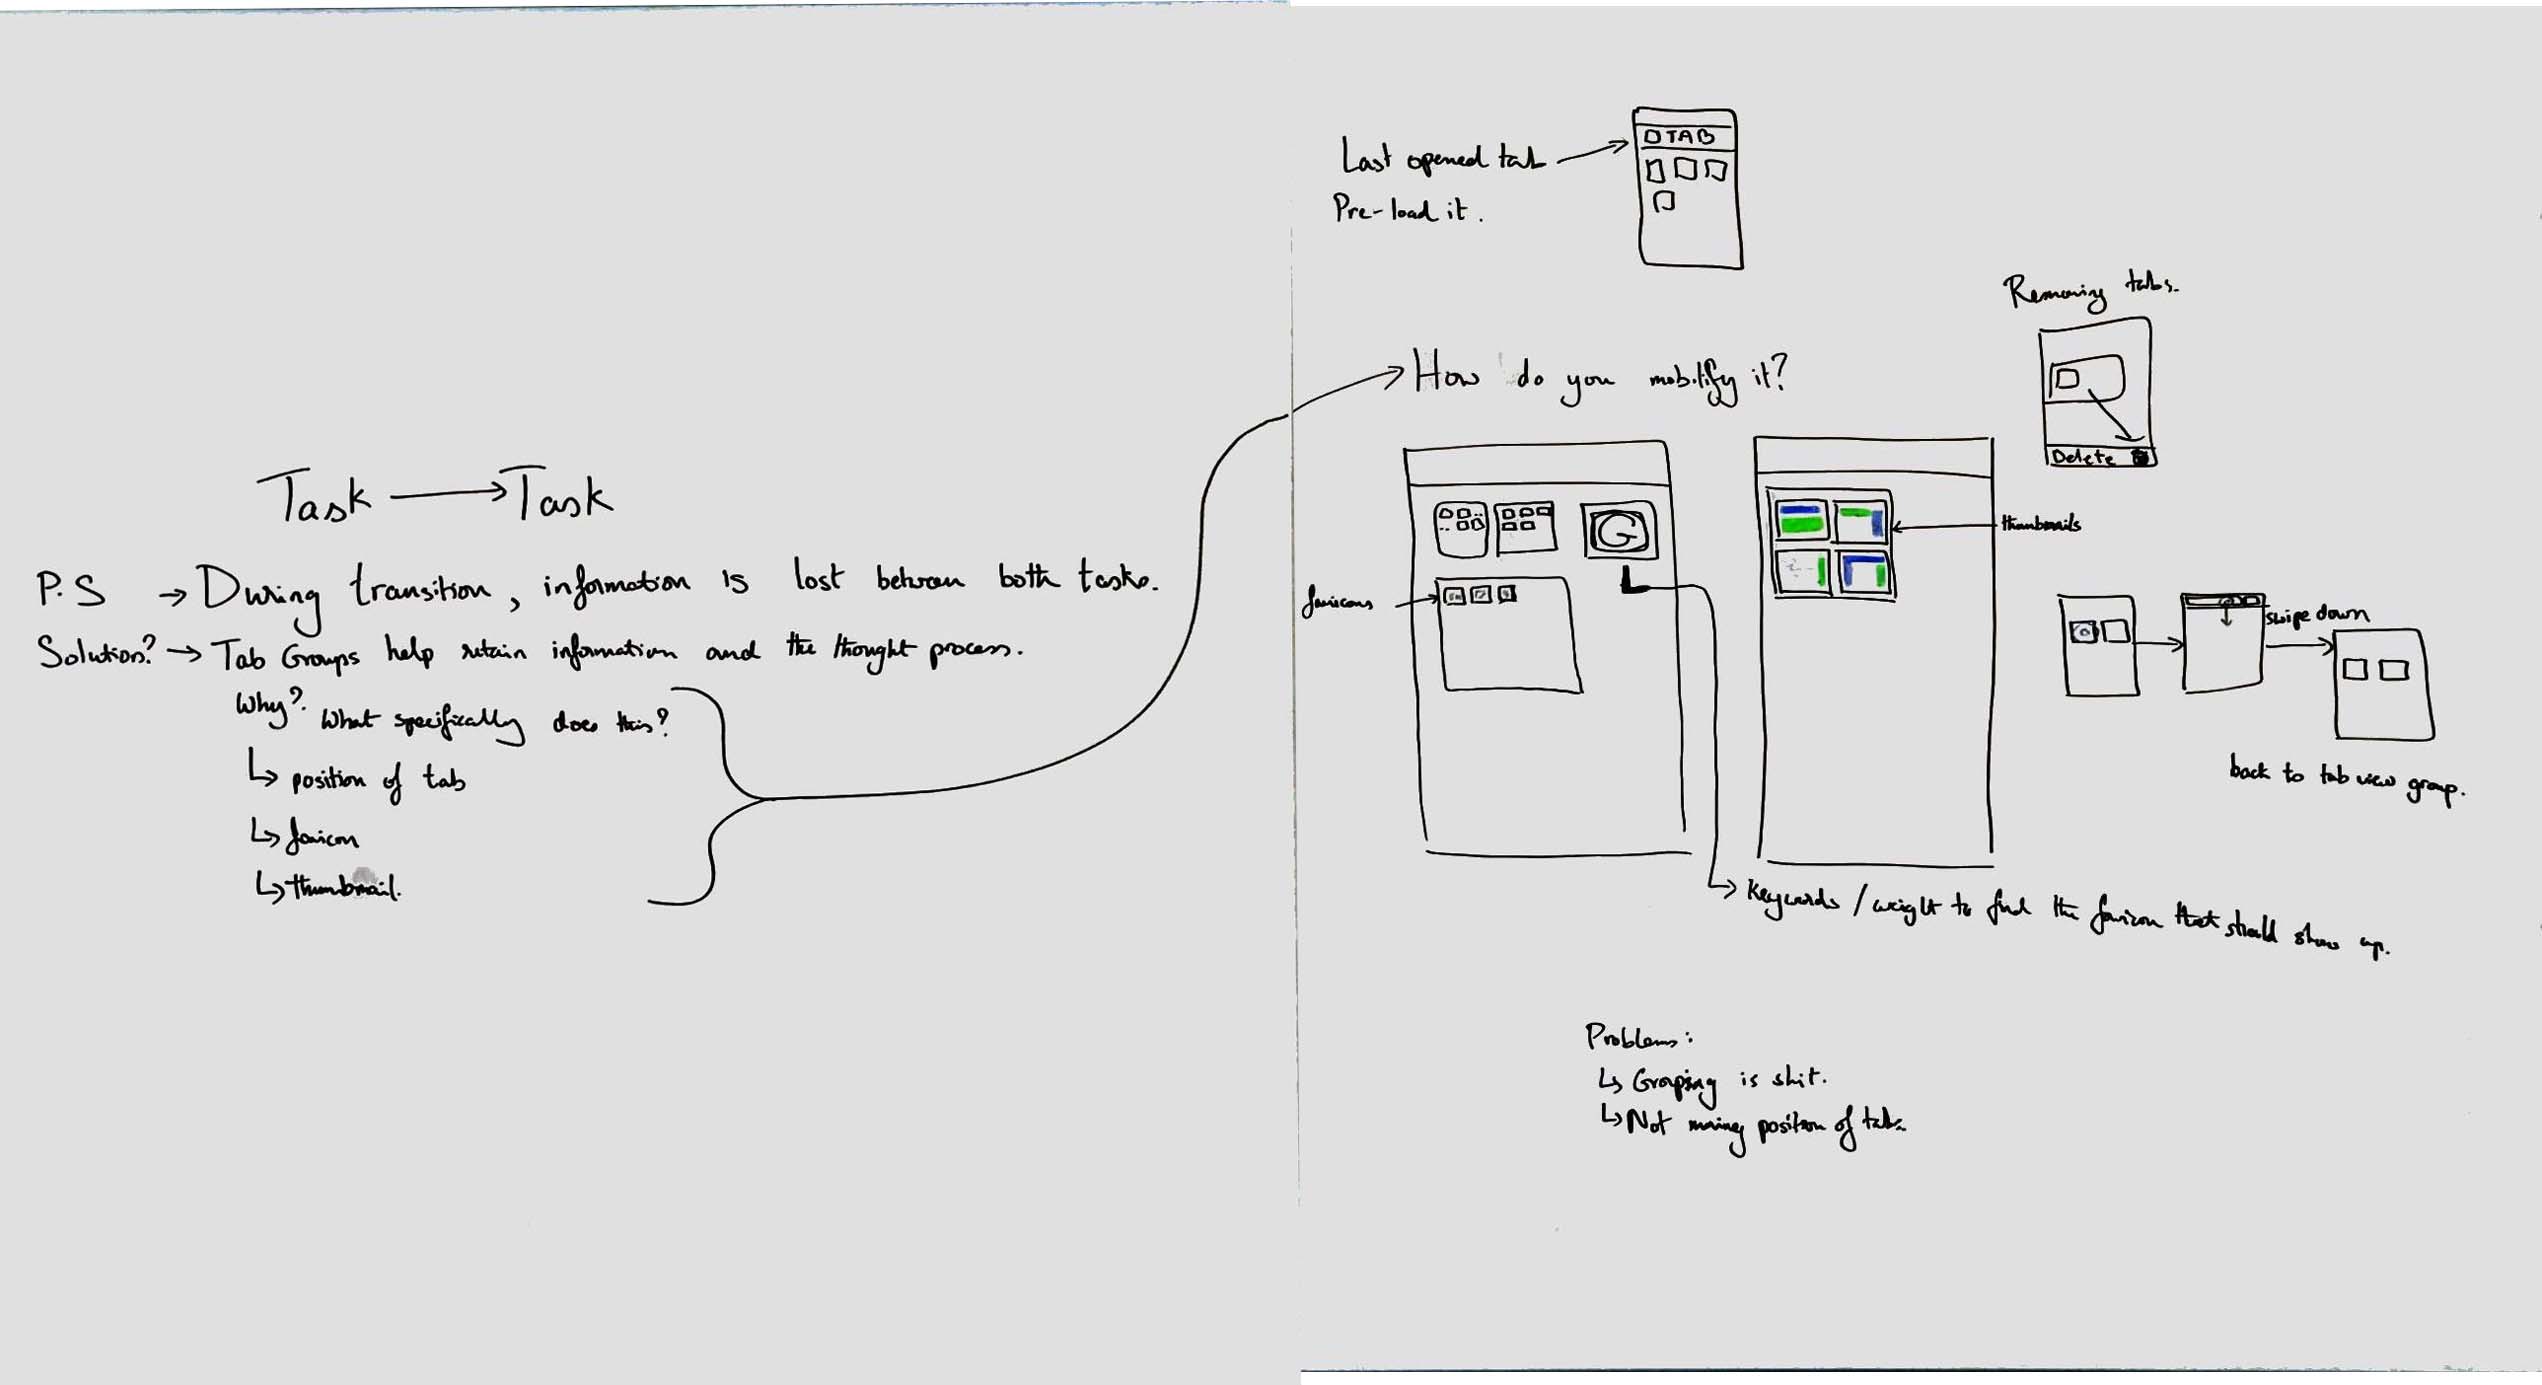 Task → Task
P.S → During transition, information is lost between both tasks.
Solution? → Tab Groups help retain information and the thought process.
Why? What specifically does this?
↳ position of tab
↳ favicon
↳ thumbnail.
Last opened tab →
Pre-load it.
TAB
Removing tabs.
Delete
How do you mobilify it?
G
favicons
thumbnails
swipe down
back to tab view group.
Keywords / weight to find the favicon that should show up.
Problems:
↳ Grouping is shit.
↳ Not moving position of tabs.